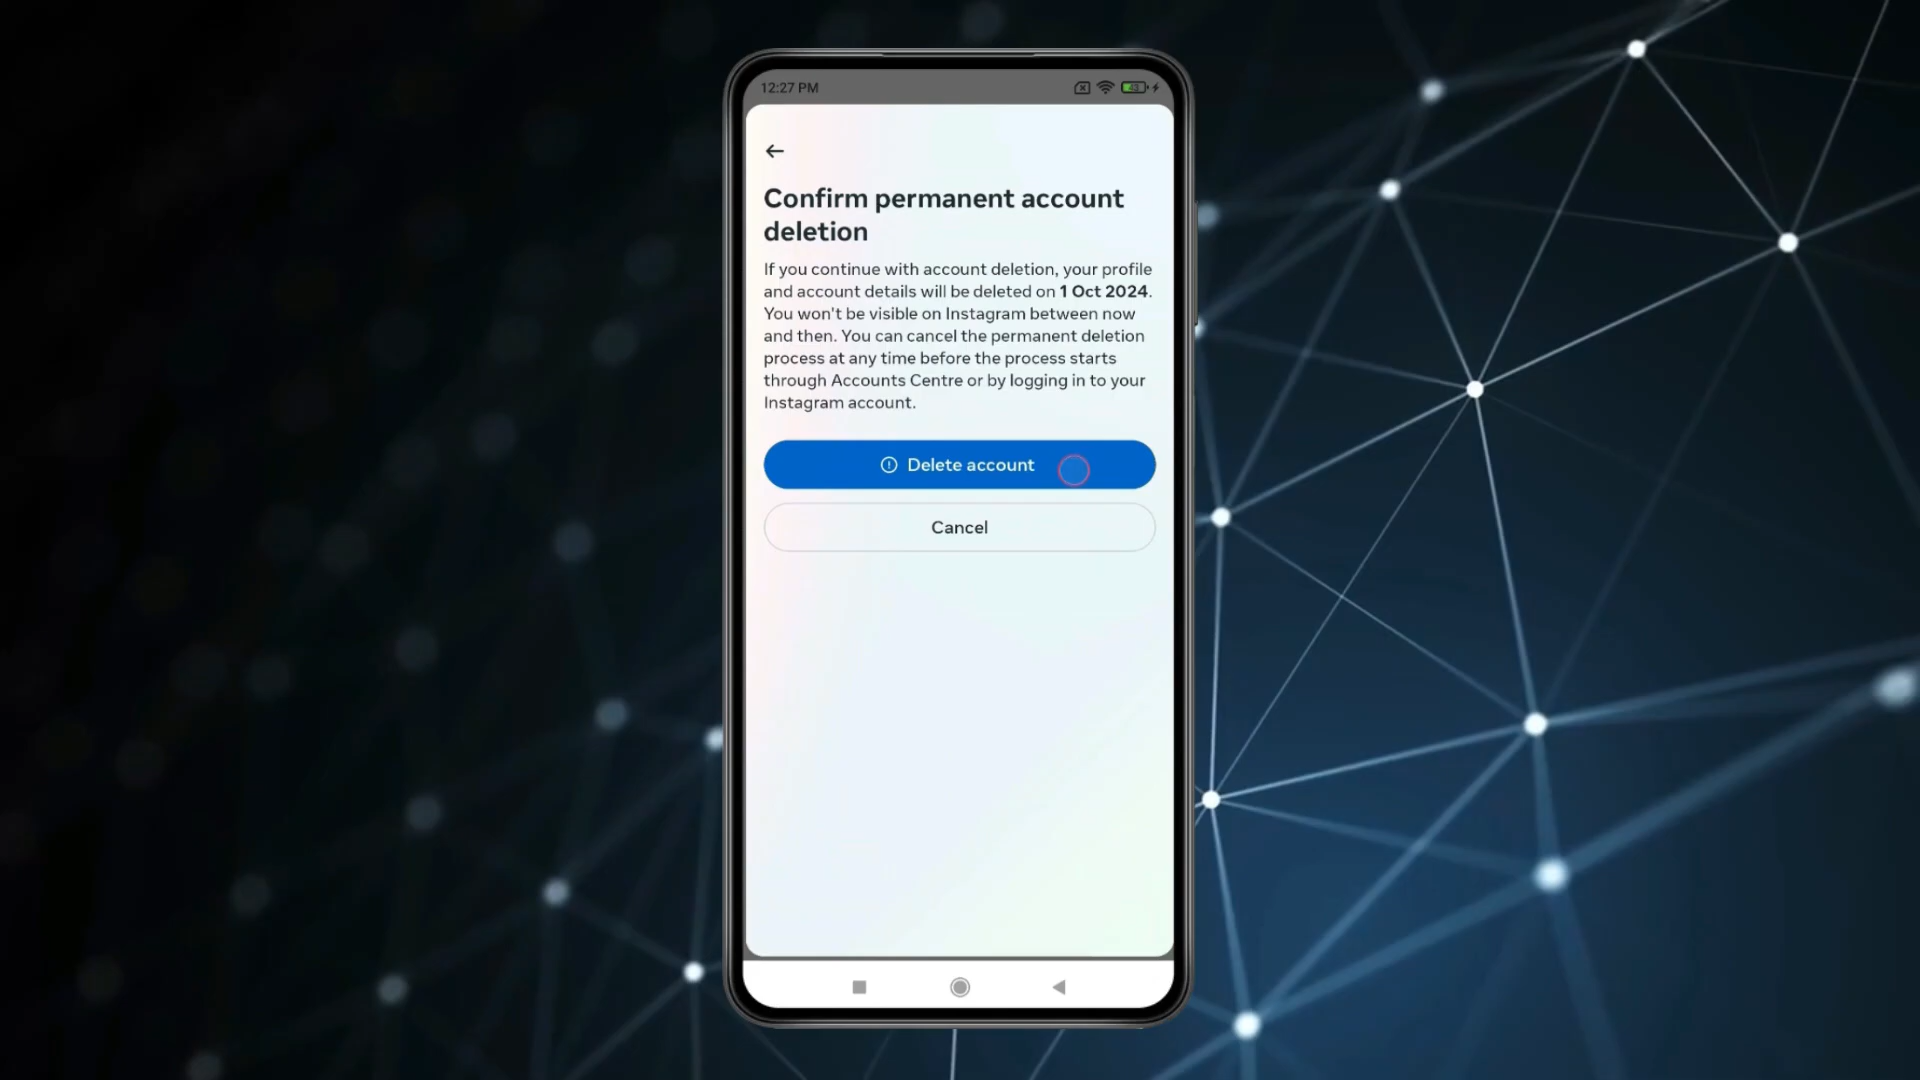 12:27 PM
Confirm permanent account
deletion
If you continue with account deletion, your profile
and account details will be deleted on 1 Oct 2024.
You won't be visible on Instagram between now
and then. You can cancel the permanent deletion
process at any time before the process starts
through Accounts Centre or by logging in to your
Instagram account.
Delete account
Cancel